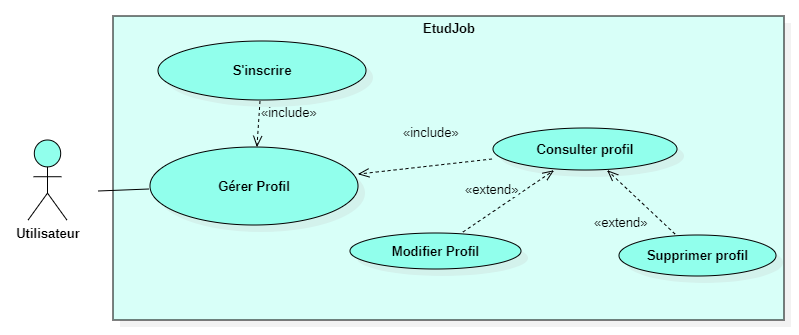 EtudJob
S'inscrire
«include»
«include»
Consulter profil
Gérer Profil
«extend»
Utilisateur
«extend»
Modifier Profil
Supprimer profil